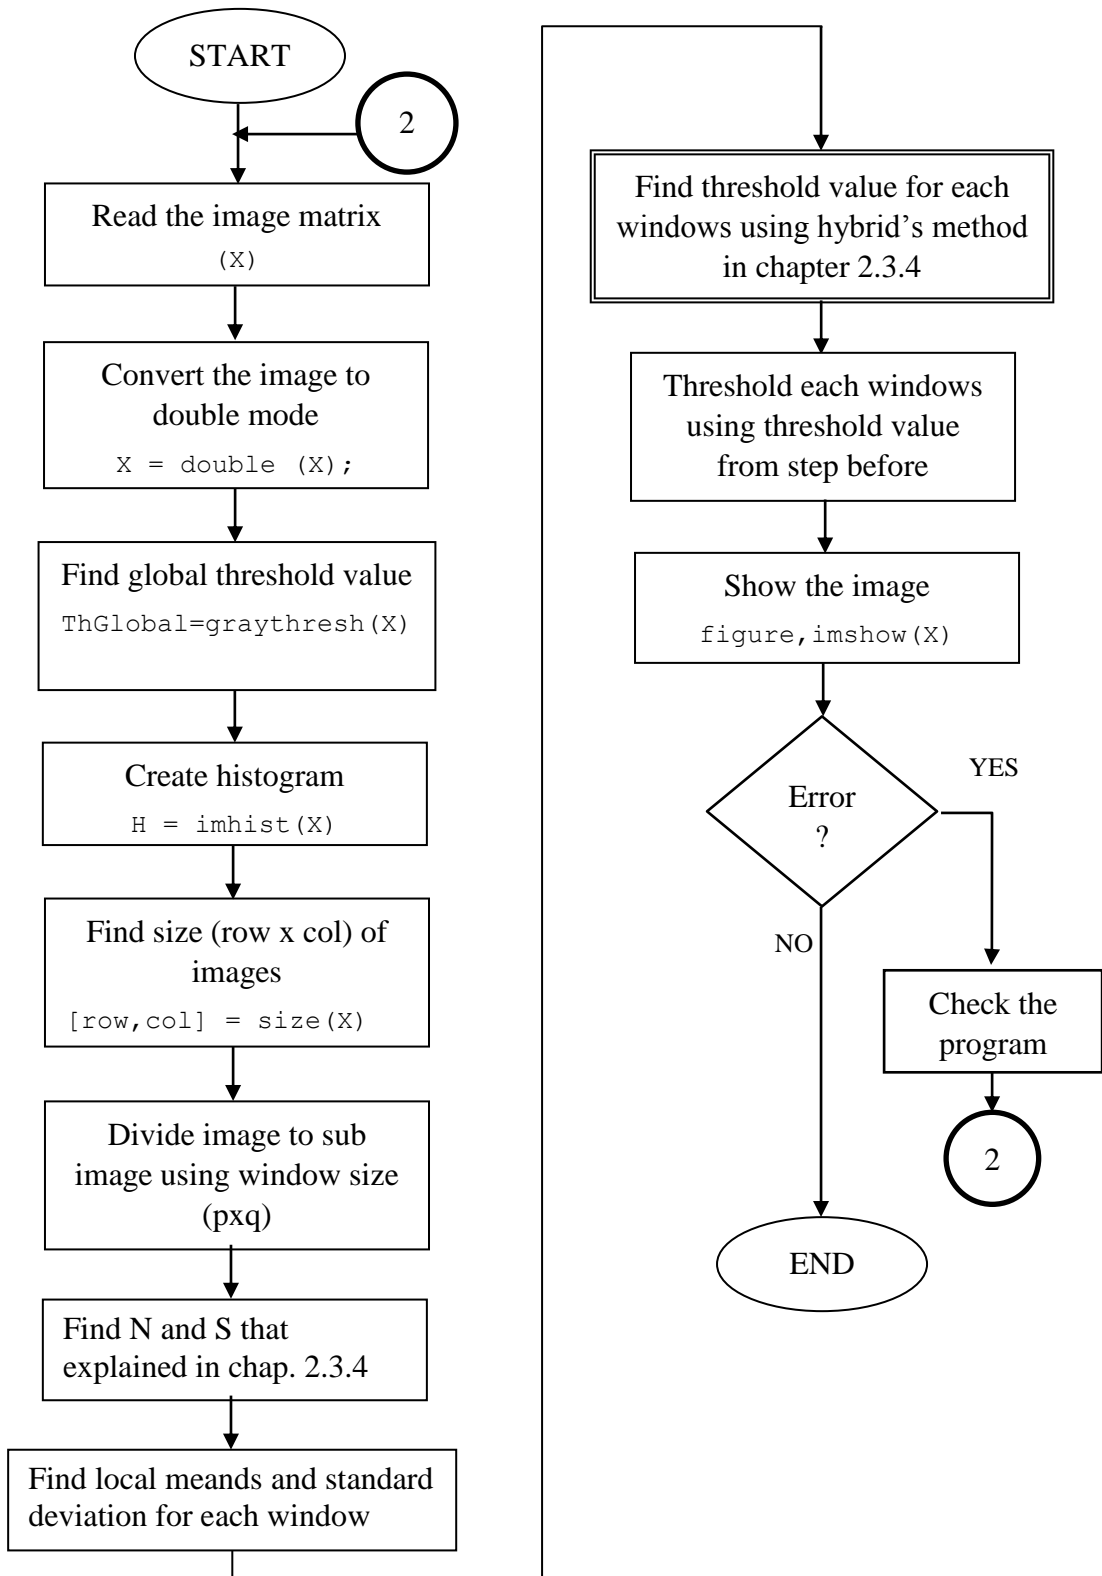 START
2
Read the image matrix
(X)
Convert the image to
double mode
X = double (X);
Find global threshold value
ThGlobal=graythresh(X)
Create histogram
H = imhist(X)
Find size (row x col) of
images
[row,col] = size(X)
Divide image to sub
image using window size
(pxq)
Find N and S that
explained in chap. 2.3.4
Find local meands and standard
deviation for each window
Find threshold value for each
windows using hybrid’s method
in chapter 2.3.4
Threshold each windows
using threshold value
from step before
Show the image
figure,imshow(X)
Error
?
YES
NO
Check the
program
2
END